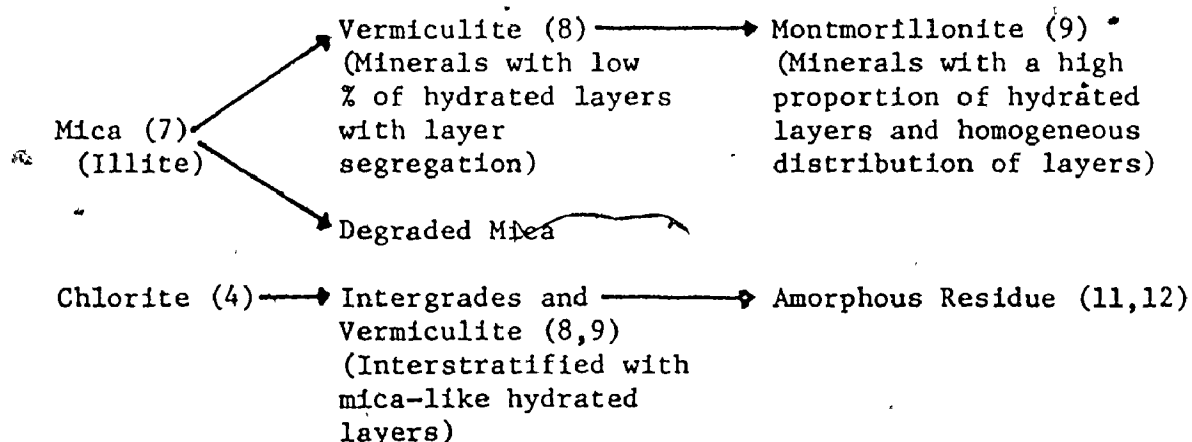 Vermiculite (8) Montmorillonite (9)
(Minerals with low (Minerals with a high
% of hydrated layers proportion of hydrated
with layer layers and homogeneous
segregation) distribution of layers)
Mica (7)
(Illite)
Degraded Mica
Chlorite (4) Intergrades and Amorphous Residue (11,12)
Vermiculite (8,9)
(Interstratified with
mica-like hydrated
layers)